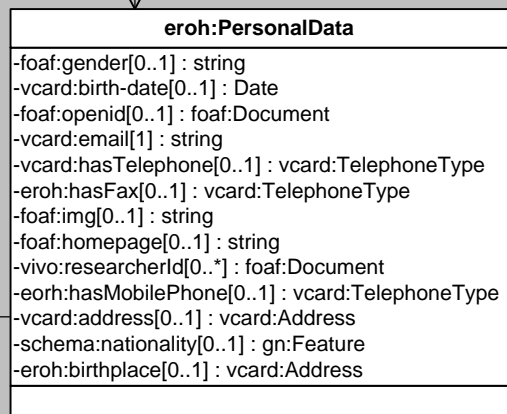 eroh:PersonalData
-foaf:gender[0..1] : string
-vcard:birth-date[0..1] : Date
-foaf:openid[0..1] : foaf:Document
-vcard:email[1] : string
-vcard:hasTelephone[0..1] : vcard:TelephoneType
-eroh:hasFax[0..1] : vcard:TelephoneType
-foaf:img[0..1] : string
-foaf:homepage[0..1] : string
-vivo:researcherId[0..*] : foaf:Document
-eorh:hasMobilePhone[0..1] : vcard:TelephoneType
-vcard:address[0..1] : vcard:Address
-schema:nationality[0..1] : gn:Feature
-eroh:birthplace[0..1] : vcard:Address